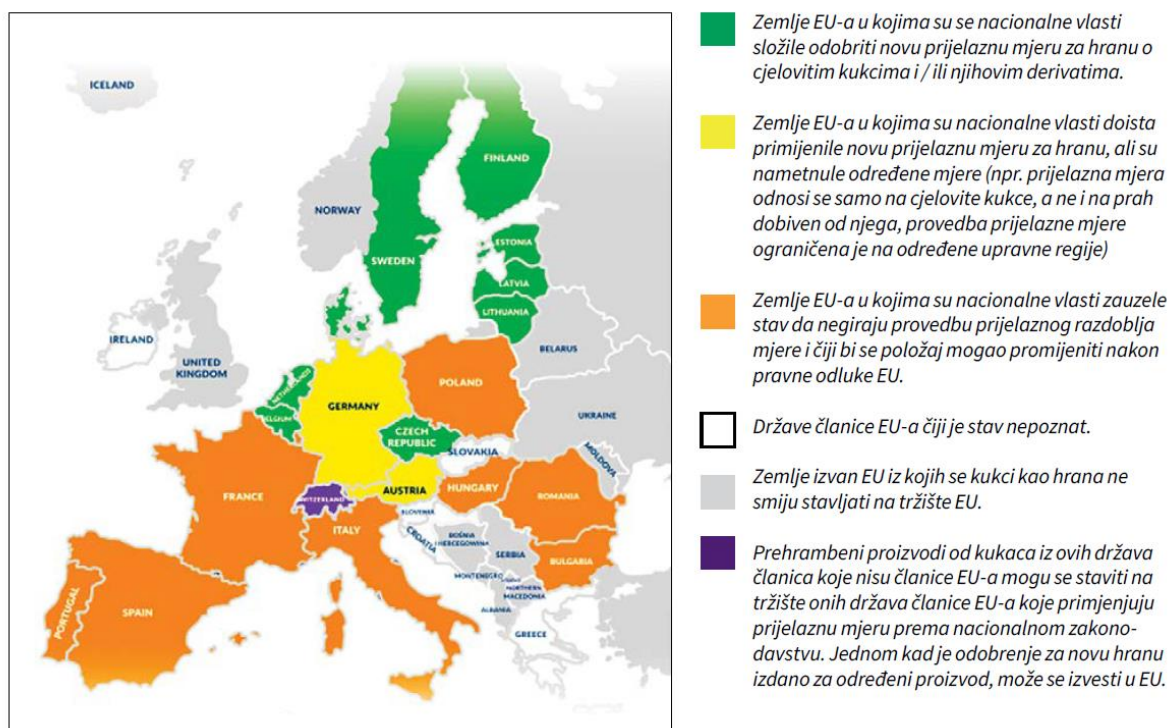 ICELAND
NORWAY
SWEDEN
FINLAND
ESTONIA
LATVIA
LITHUANIA
BELARUS
IRELAND
UNITED
KINGDOM
NETHERLANDS
BELGIUM
GERMANY
POLAND
CZECH
REPUBLIC
SLOVAKIA
UKRAINE
MOLDOVA
FRANCE
SWITZERLAND
AUSTRIA
HUNGARY
ROMANIA
SLOVENIA
CROATIA
ITALY
BOSNIA
I HERCEGOWINA
SERBIA
BULGARIA
MONTENEGRO
NORTHERN
MACEDONIA
ALBANIA
GREECE
PORTUGAL
SPAIN
Zemlje EU-a u kojima su se nacionalne vlasti
složile odobriti novu prijelaznu mjeru za hranu o
cjelovitim kukcima i / ili njihovim derivatima.
Zemlje EU-a u kojima su nacionalne vlasti doista
primijenile novu prijelaznu mjeru za hranu, ali su
nametnule određene mjere (npr. prijelazna mjera
odnosi se samo na cjelovite kukce, a ne i na prah
dobiven od njega, provedba prijelazne mjere
ograničena je na određene upravne regije)
Zemlje EU-a u kojima su nacionalne vlasti zauzele
stav da negiraju provedbu prijelaznog razdoblja
mjere i čiji bi se položaj mogao promijeniti nakon
pravne odluke EU.
Države članice EU-a čiji je stav nepoznat.
Zemlje izvan EU iz kojih se kukci kao hrana ne
smiju stavljati na tržište EU.
Prehrambeni proizvodi od kukaca iz ovih država
članica koje nisu članice EU-a mogu se staviti na
tržište onih država članice EU-a koje primjenjuju
prijelaznu mjeru prema nacionalnom zakono-
davstvu. Jednom kad je odobrenje za novu hranu
izdano za određeni proizvod, može se izvesti u EU.